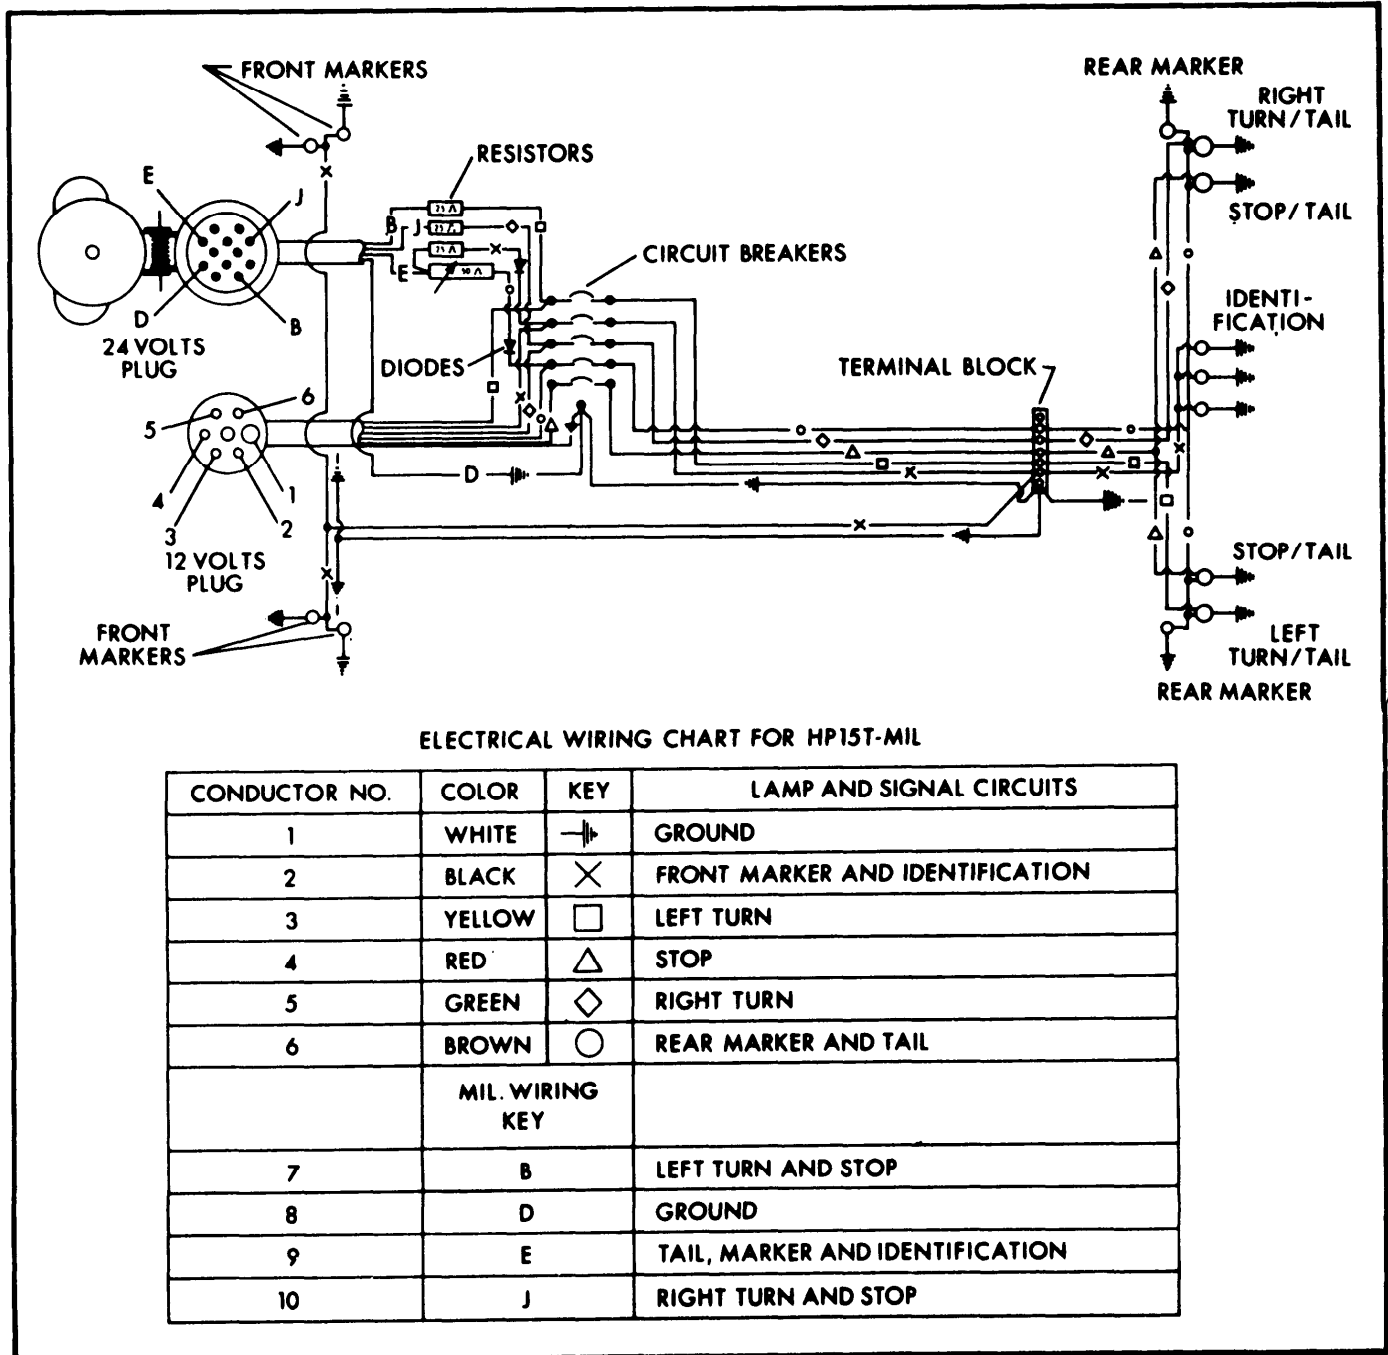 FRONT MARKERS
REAR MARKER
RIGHT
TURN/TAIL
RESISTORS
E
J
B
J
E
STOP/TAIL
CIRCUIT BREAKERS
IDENTI-
FICATION
D
B
24 VOLTS
PLUG
DIODES
TERMINAL BLOCK
6
5
4
3
1
2
D
12 VOLTS
PLUG
STOP/TAIL
FRONT
MARKERS
LEFT
TURN/TAIL
REAR MARKER
ELECTRICAL WIRING CHART FOR HP15T-MIL
CONDUCTOR NO. COLOR KEY LAMP AND SIGNAL CIRCUITS
1 WHITE GROUND
2 BLACK FRONT MARKER AND IDENTIFICATION
3 YELLOW LEFT TURN
4 RED STOP
5 GREEN RIGHT TURN
6 BROWN REAR MARKER AND TAIL
MIL. WIRING
KEY
7 B LEFT TURN AND STOP
8 D GROUND
9 E TAIL, MARKER AND IDENTIFICATION
10 J RIGHT TURN AND STOP